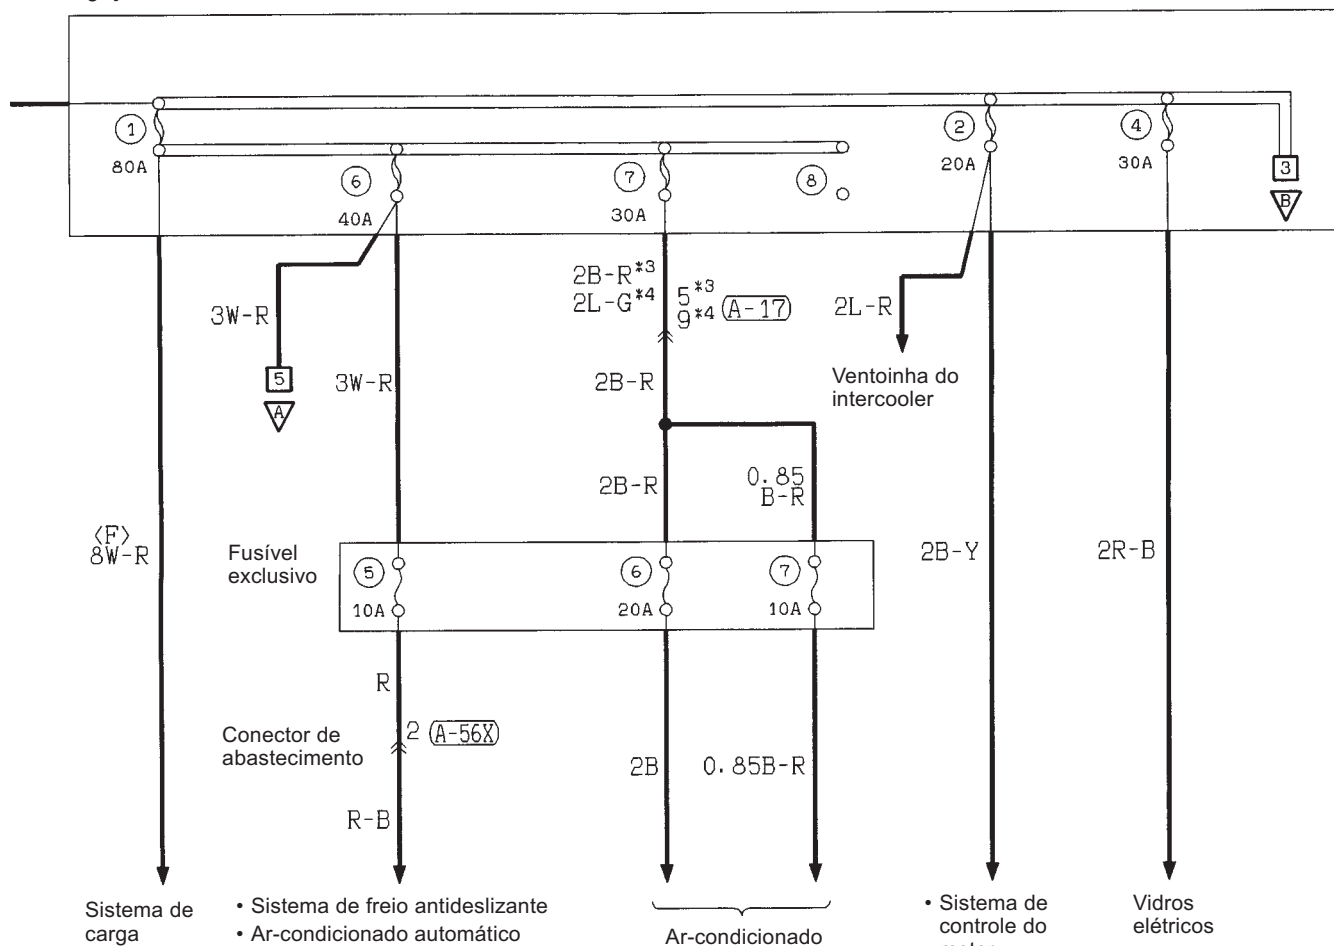 1
80A
6
40A
7
30A
8
2
20A
4
30A
3
B
3W-R
5
A
3W-R
2B-R*3
2L-G*4
5*3
9*4
A-17
2B-R
2L-R
Ventoinha do
intercooler
2B-R
0.85
B-R
<F>
8W-R
Fusível
exclusivo
5
10A
6
20A
7
10A
2B-Y
2R-B
R
Conector de
abastecimento
2
A-56X
2B
0.85B-R
R-B
Sistema de
carga
• Sistema de freio antideslizante
• Ar-condicionado automático
Ar-condicionado
• Sistema de
controle do
Vidros
elétricos